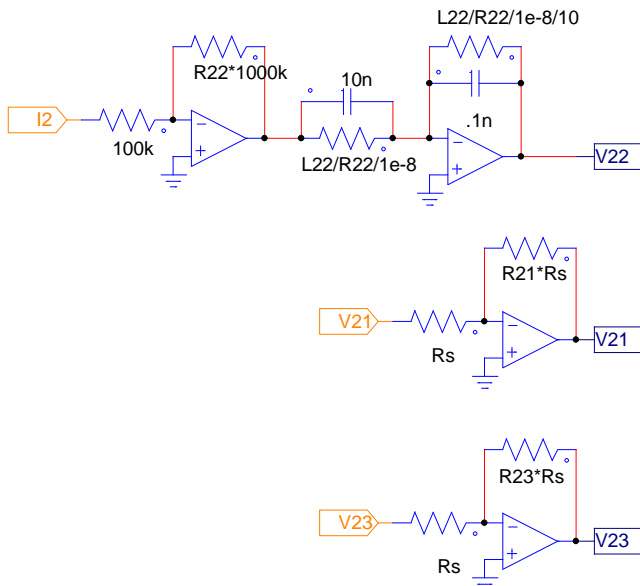 L22/R22/1e-8/10
R22*1000k
10n
I2
100k
L22/R22/1e-8
.1n
V22
R21*Rs
V21
Rs
V21
R23*Rs
V23
Rs
V23